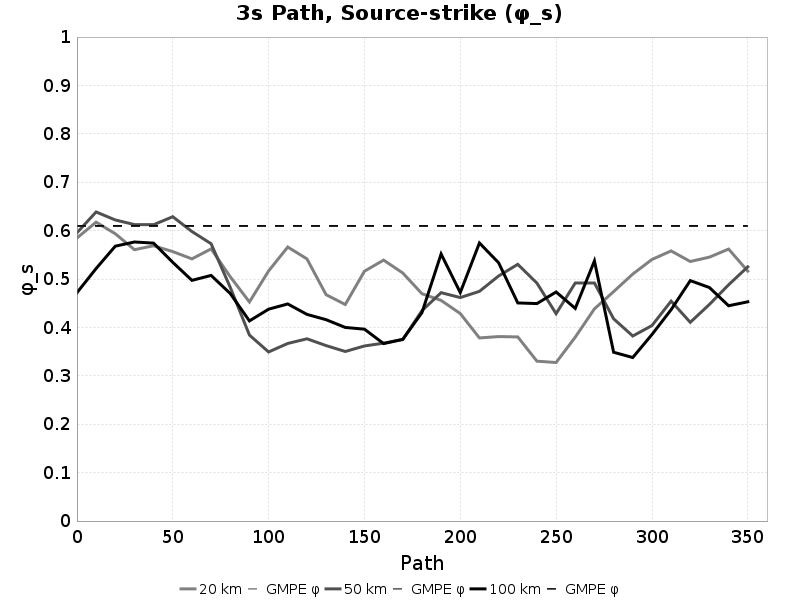 3s Path, Source-strike (φ_s)
1
0.9
0.8
0.7
0.6
0.5
0.4
0.3
0.2
0.1
0
φ_s
0 50 100 150 200 250 300 350
Path
20 km GMPE φ 50 km GMPE φ 100 km GMPE φ